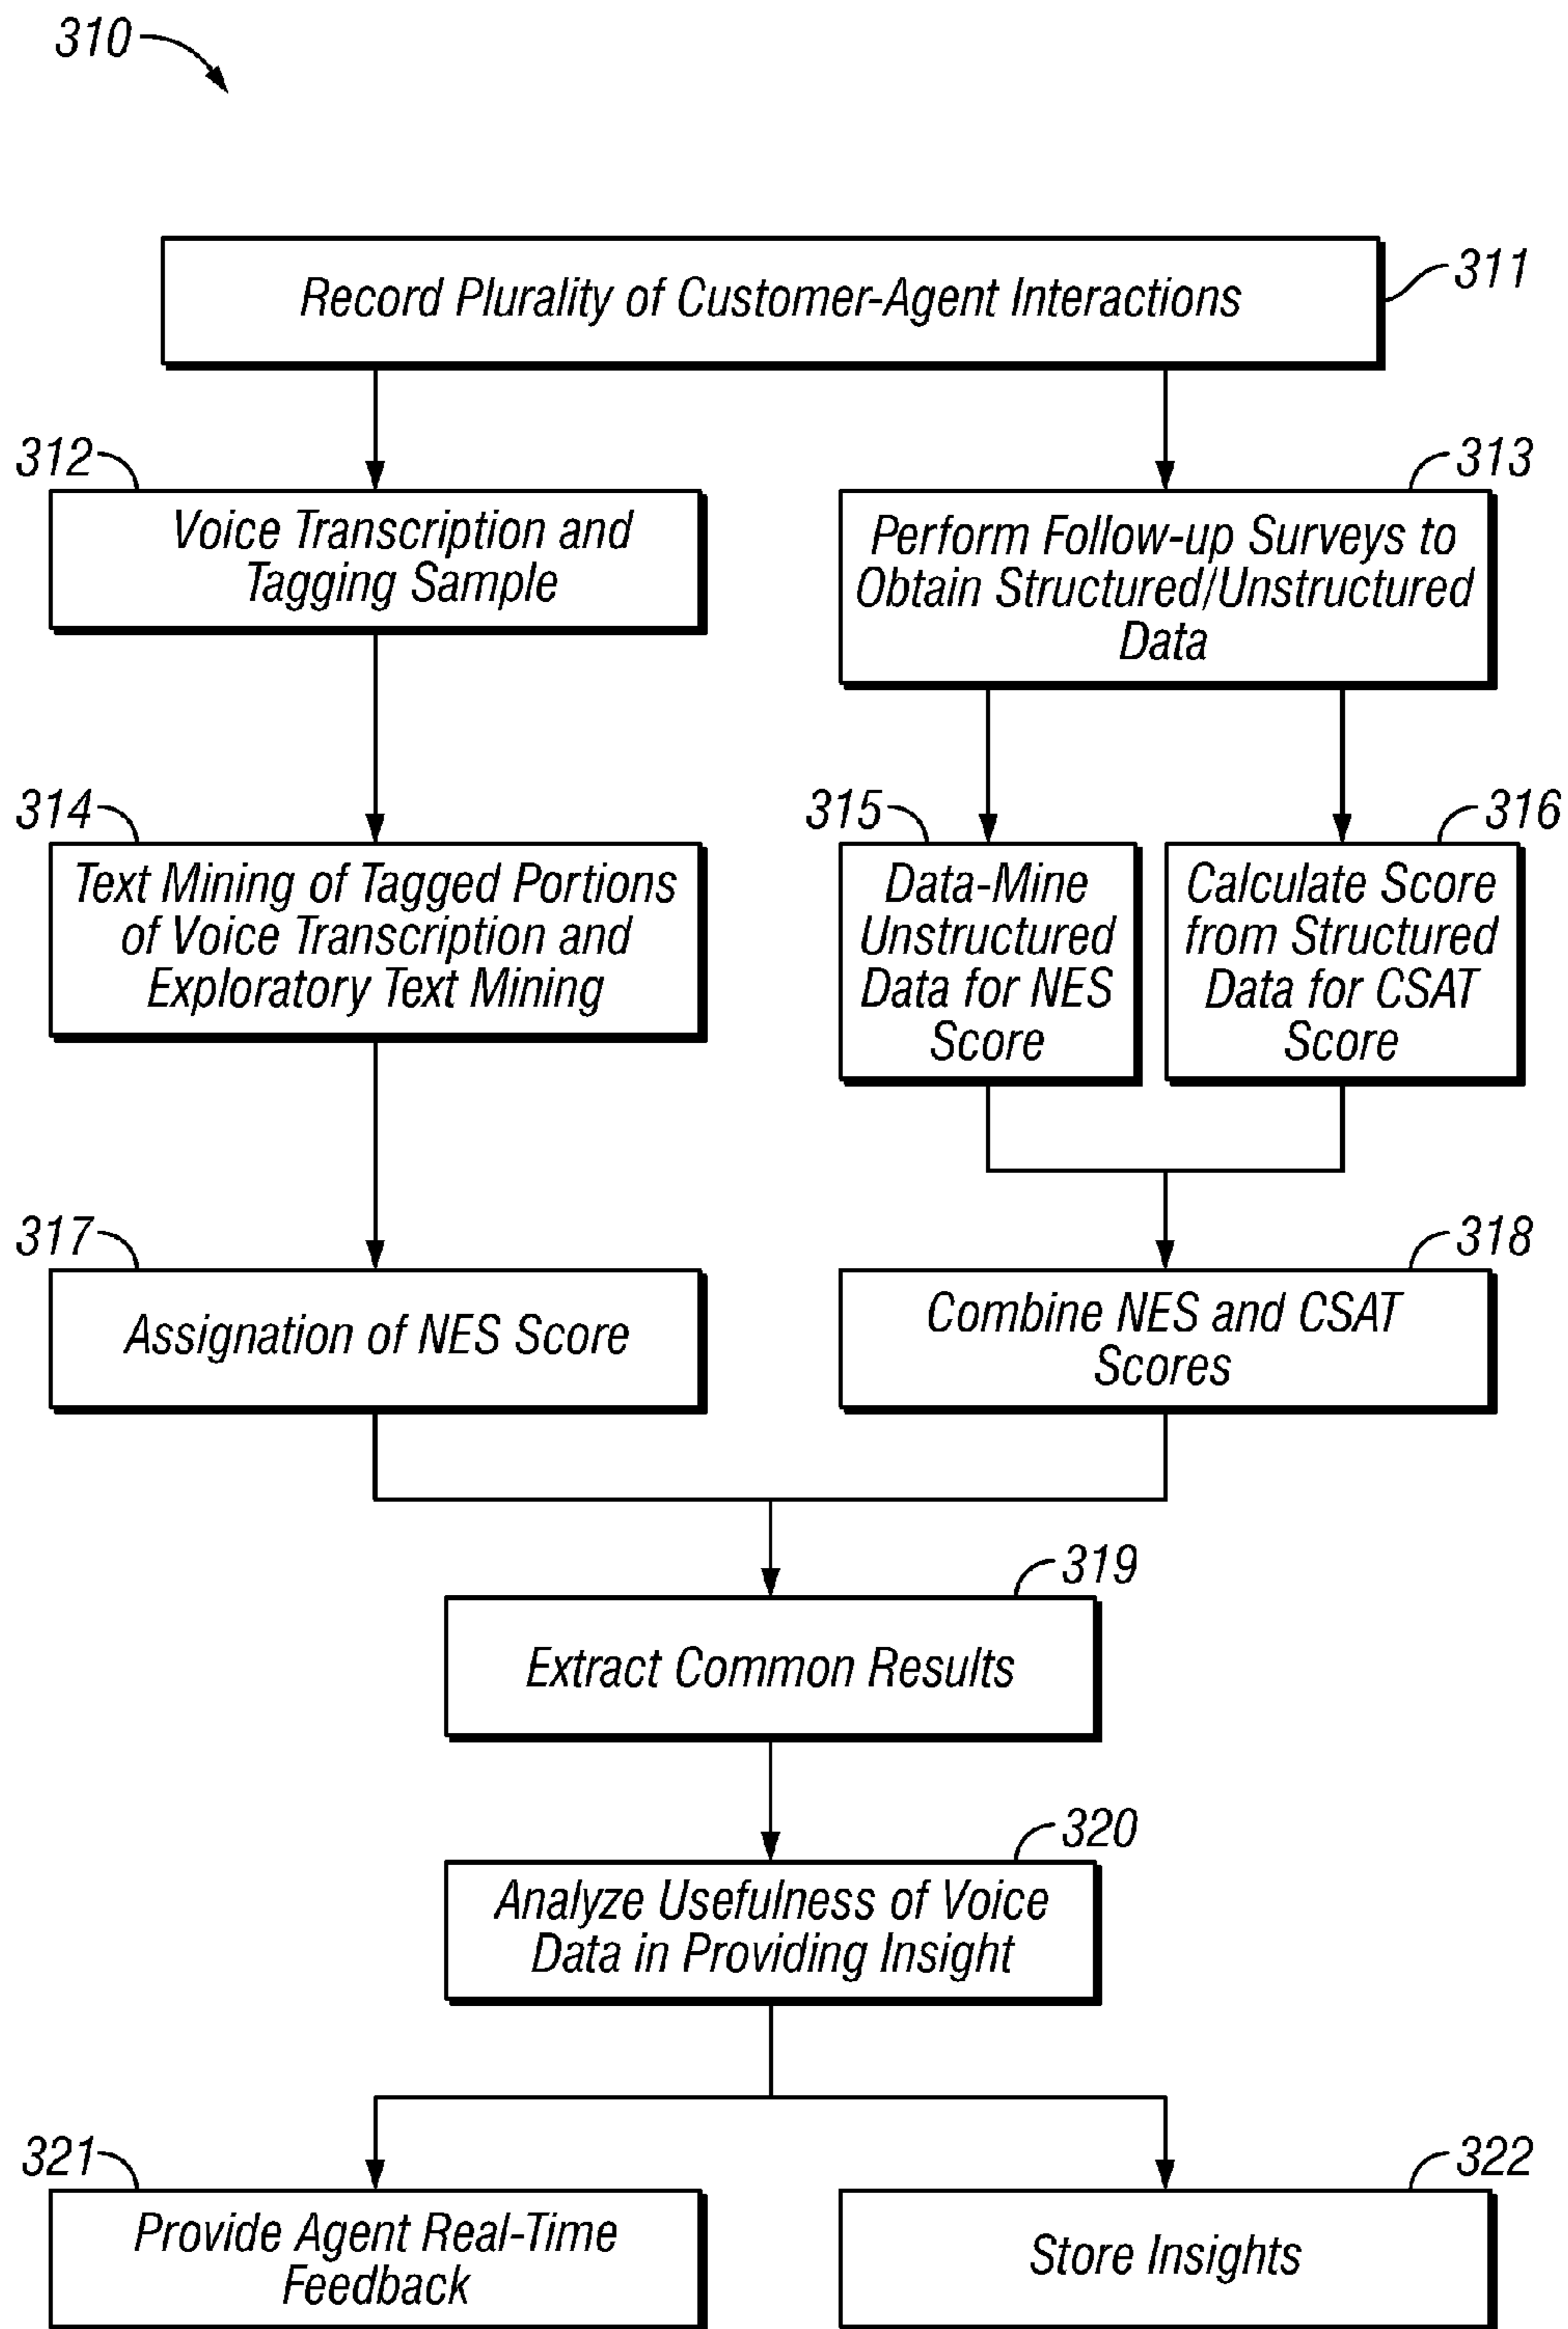 310
Record Plurality of Customer-Agent Interactions
311
312
Voice Transcription and
Tagging Sample
313
Perform Follow-up Surveys to
Obtain Structured/Unstructured
Data
314
Text Mining of Tagged Portions
of Voice Transcription and
Exploratory Text Mining
315
Data-Mine
Unstructured
Data for NES
Score
316
Calculate Score
from Structured
Data for CSAT
Score
317
Assignation of NES Score
318
Combine NES and CSAT
Scores
319
Extract Common Results
320
Analyze Usefulness of Voice
Data in Providing Insight
321
Provide Agent Real-Time
Feedback
322
Store Insights